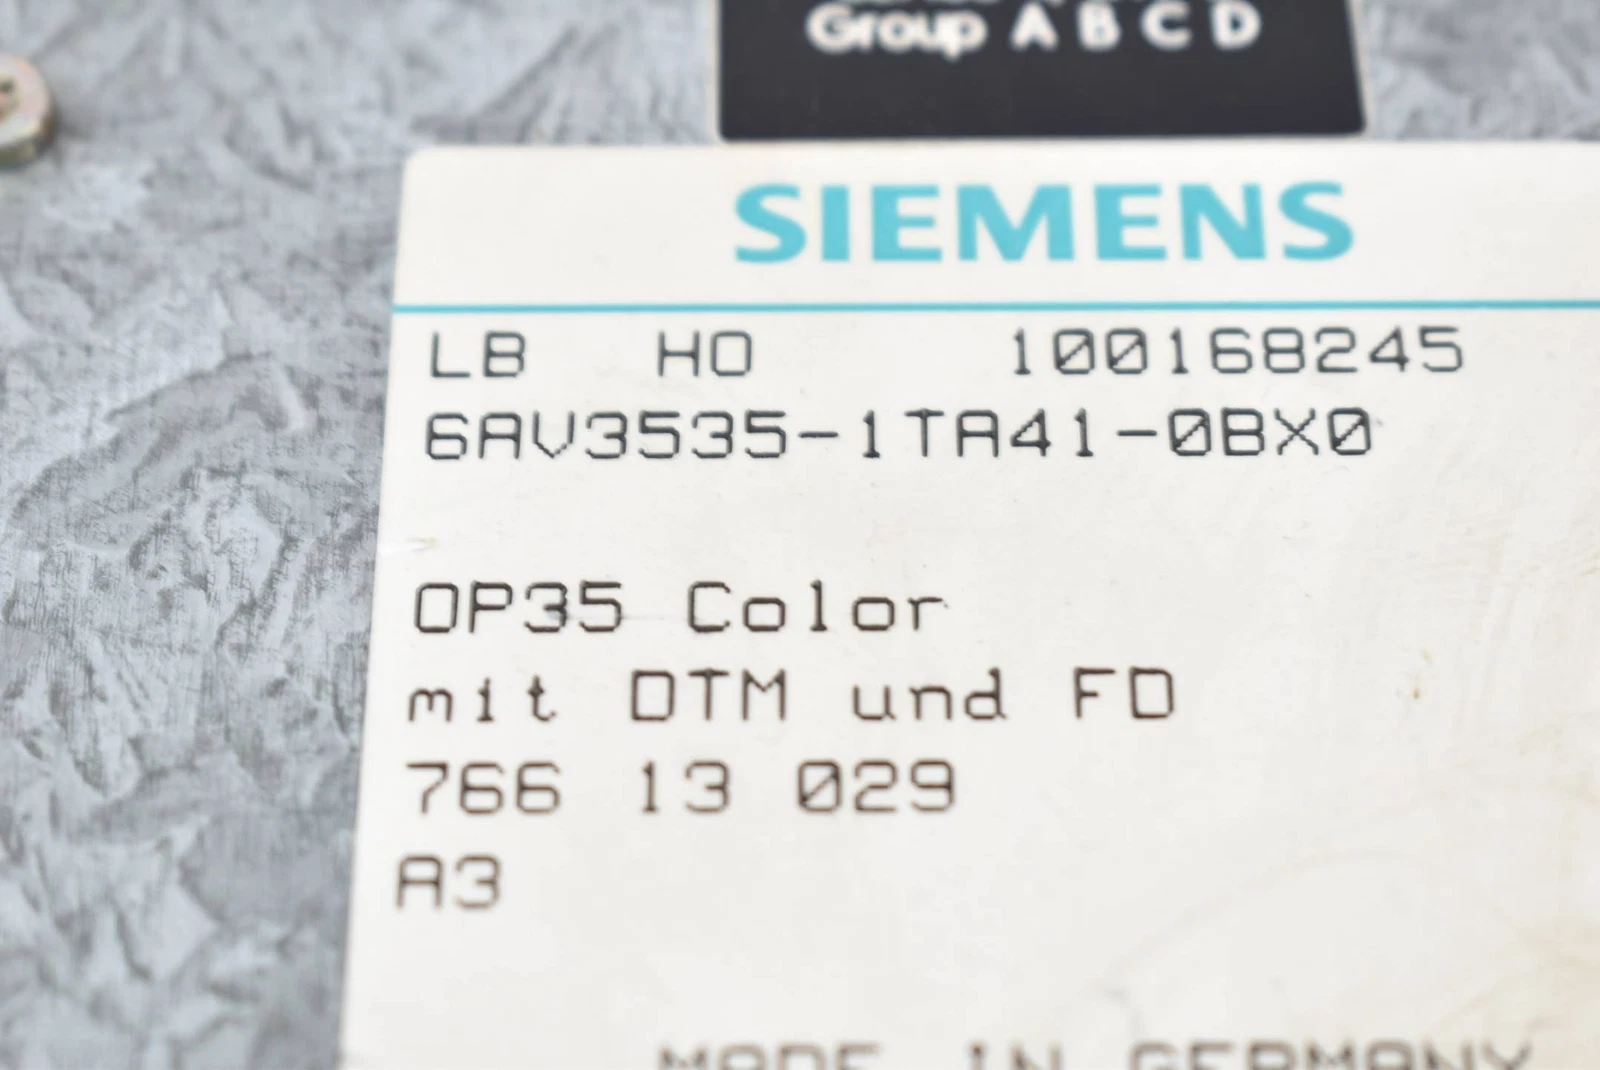 Group A B C D
SIEMENS
LB HO 100168245
6AV3535-1TA41-0BX0
OP35 Color
mit DTM und FD
766 13 029
A3
MADE IN GERMANY